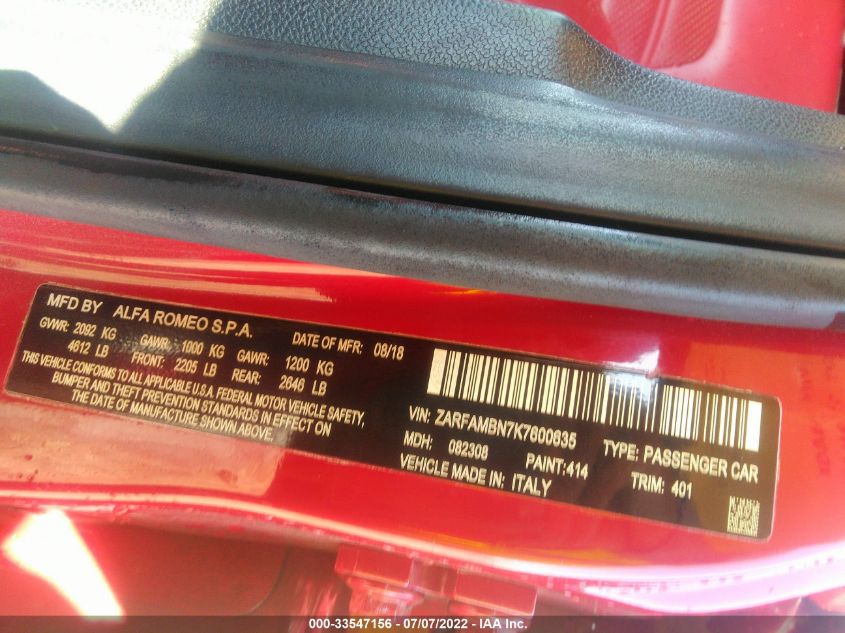 MFD BY ALFA ROMEO S.P.A. DATE OF MFR: 08/18
GVWR: 2092 KG GAWR: 1000 KG GAWR: 1200 KG
4612 LB FRONT: 2205 LB REAR: 2646 LB
THIS VEHICLE CONFORMS TO ALL APPLICABLE U.S.A. FEDERAL MOTOR VEHICLE SAFETY,
BUMPER AND THEFT PREVENTION STANDARDS IN EFFECT ON
THE DATE OF MANUFACTURE SHOWN ABOVE.
VIN: ZARFAMBN7K7600635
MDH: 082308 TYPE: PASSENGER CAR
PAINT: 414 TRIM: 401
VEHICLE MADE IN: ITALY
000-33547156 - 07/07/2022 - IAA Inc.